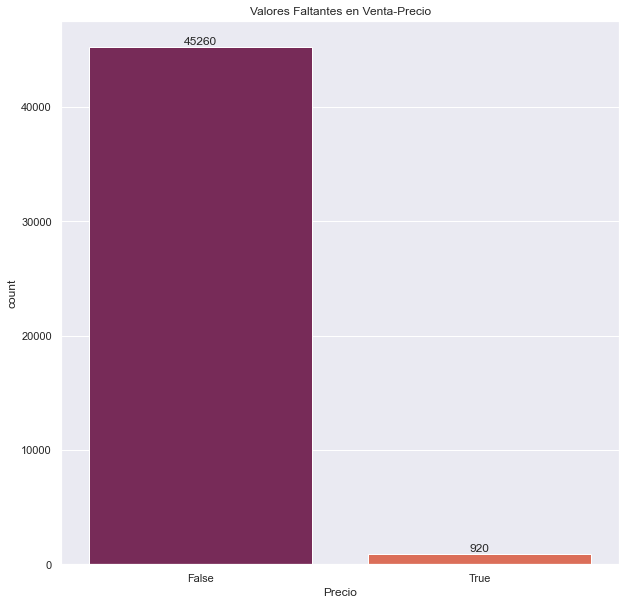 Valores Faltantes en Venta-Precio
45260
40000
30000
20000
10000
0
count
920
False
True
Precio